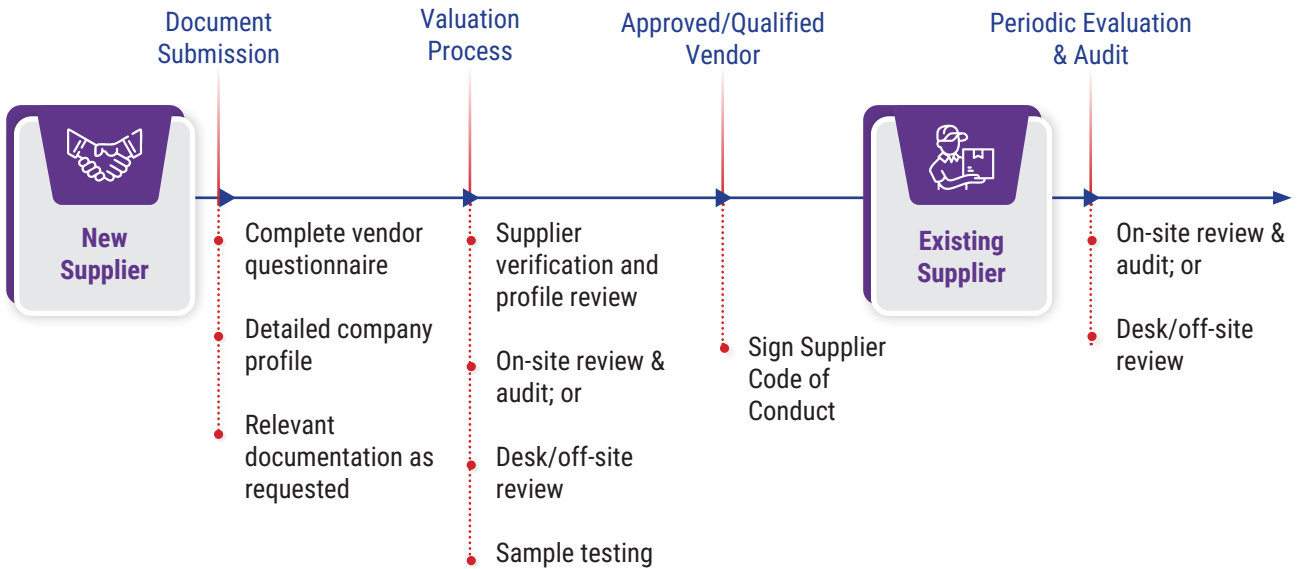 Document
Submission
Valuation
Process
Approved/Qualified
Vendor
Periodic Evaluation
& Audit
New
Supplier
Complete vendor
questionnaire
Detailed company
profile
Relevant
documentation as
requested
Supplier
verification and
profile review
On-site review &
audit; or
Desk/off-site
review
Sample testing
Sign Supplier
Code of
Conduct
Existing
Supplier
On-site review &
audit; or
Desk/off-site
review